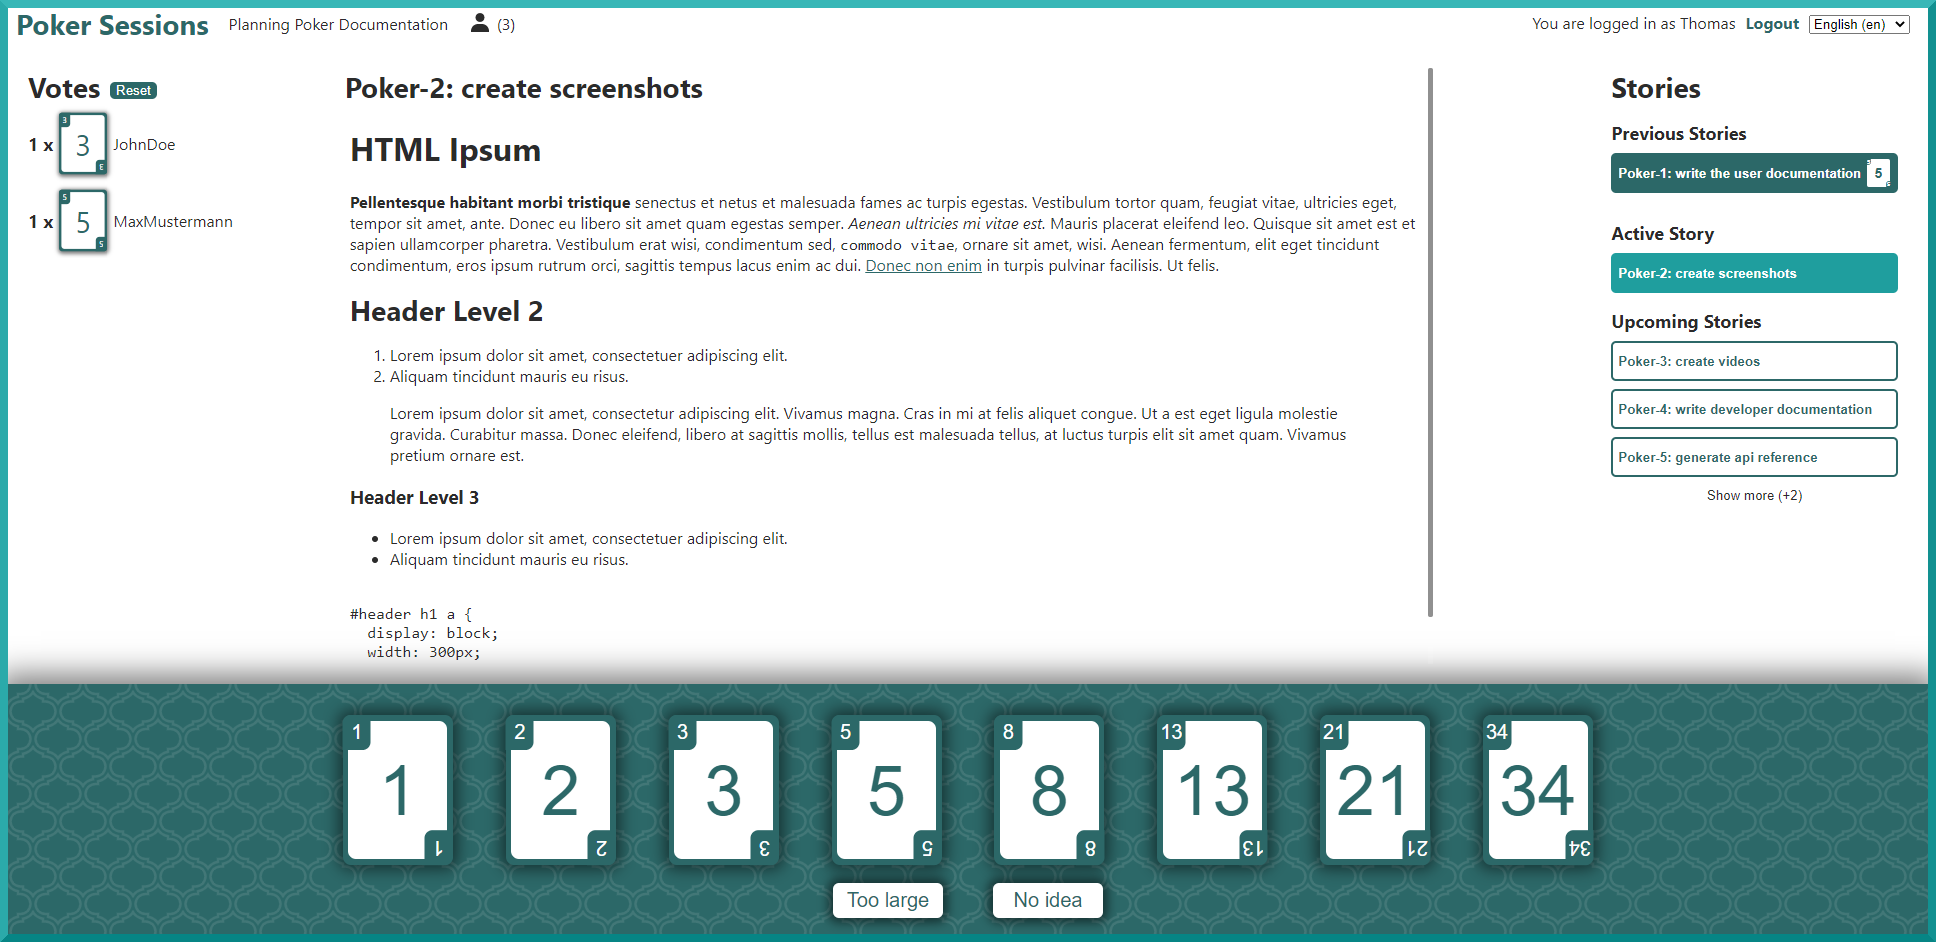 Poker Sessions
Planning Poker Documentation
(3)
You are logged in as Thomas
Logout
English (en)
Votes
Reset
1 x
3
3
3
JohnDoe
1 x
5
5
5
MaxMustermann
Poker-2: create screenshots
HTML Ipsum
Pellentesque habitant morbi tristique senectus et netus et malesuada fames ac turpis egestas. Vestibulum tortor quam, feugiat vitae, ultricies eget,
tempor sit amet, ante. Donec eu libero sit amet quam egestas semper. Aenean ultricies mi vitae est. Mauris placerat eleifend leo. Quisque sit amet est et
sapien ullamcorper pharetra. Vestibulum erat wisi, condimentum sed, commodo vitae, ornare sit amet, wisi. Aenean fermentum, elit eget tincidunt
condimentum, eros ipsum rutrum orci, sagittis tempus lacus enim ac dui. Donec non enim in turpis pulvinar facilisis. Ut felis.
Header Level 2
1. Lorem ipsum dolor sit amet, consectetuer adipiscing elit.
2. Aliquam tincidunt mauris eu risus.
Lorem ipsum dolor sit amet, consectetur adipiscing elit. Vivamus magna. Cras in mi at felis aliquet congue. Ut a est eget ligula molestie
gravida. Curabitur massa. Donec eleifend, libero at sagittis mollis, tellus est malesuada tellus, at luctus turpis elit sit amet quam. Vivamus
pretium ornare est.
Header Level 3
• Lorem ipsum dolor sit amet, consectetuer adipiscing elit.
• Aliquam tincidunt mauris eu risus.
#header h1 a {
display: block;
width: 300px;
Stories
Previous Stories
Poker-1: write the user documentation
5
Active Story
Poker-2: create screenshots
Upcoming Stories
Poker-3: create videos
Poker-4: write developer documentation
Poker-5: generate api reference
Show more (+2)
1
1
1
2
2
2
3
3
3
5
5
5
8
8
8
13
13
13
21
21
21
34
34
34
Too large
No idea